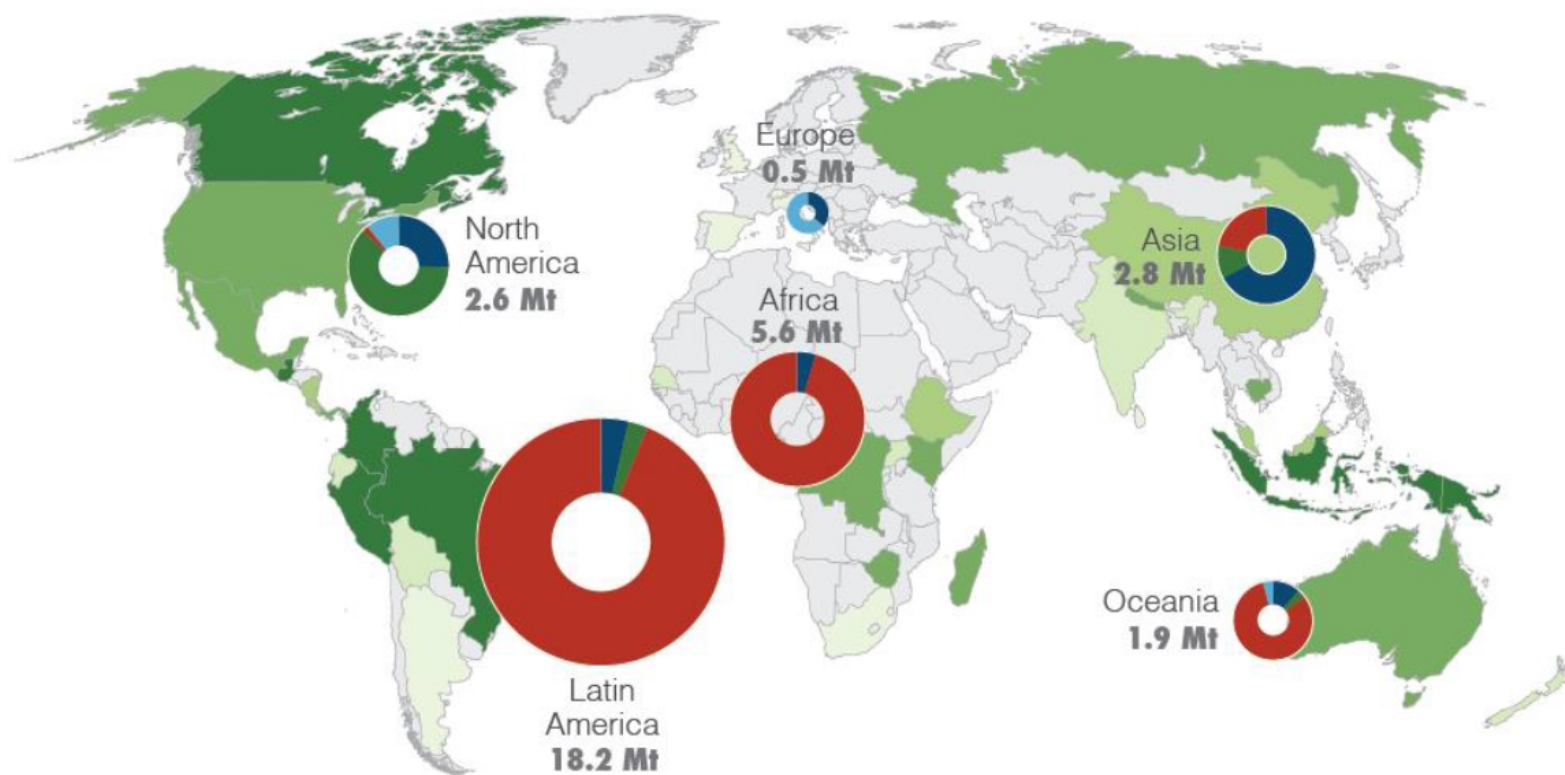 Europe
0.5 Mt
North
America
2.6 Mt
Asia
2.8 Mt
Africa
5.6 Mt
Oceania
1.9 Mt
Latin
America
18.2 Mt